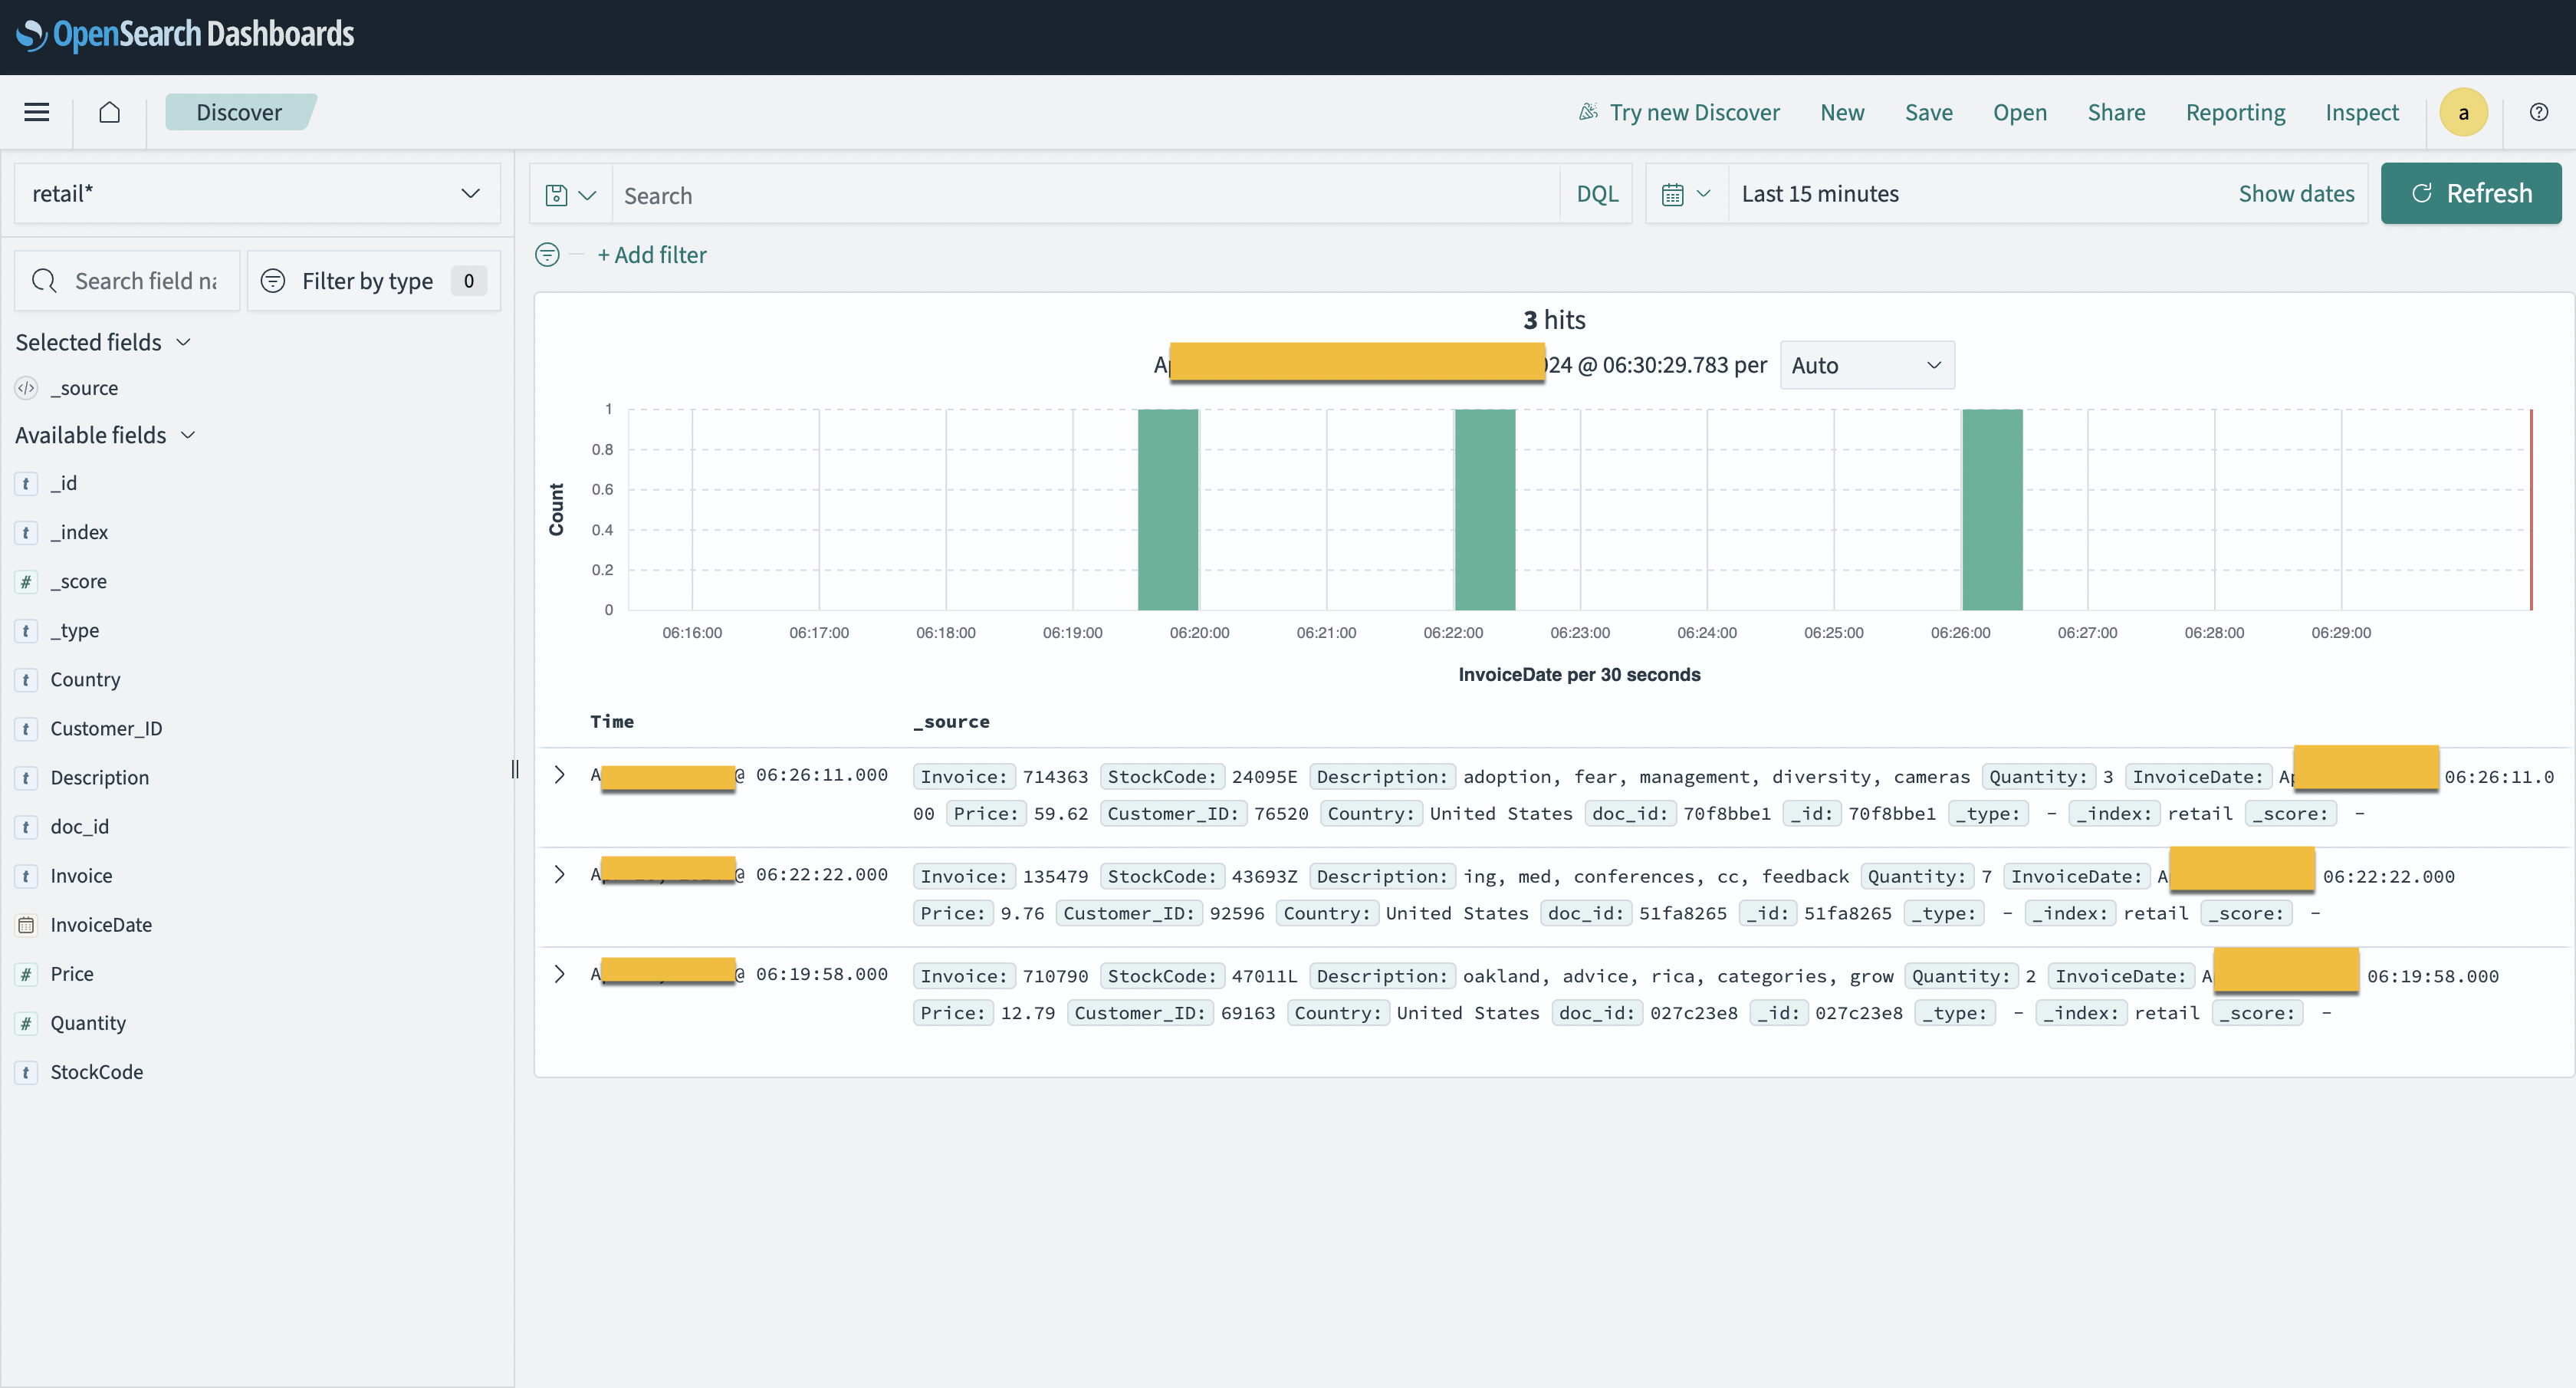 OpenSearch Dashboards
Discover
Try new Discover New Save Open Share Reporting Inspect a
retail*
Search DQL
Last 15 minutes Show dates
Refresh
Search field na
Filter by type 0
+ Add filter
Selected fields
_source
Available fields
_id
_index
_score
_type
Country
Customer_ID
Description
doc_id
Invoice
InvoiceDate
Price
Quantity
StockCode
3 hits
24 @ 06:30:29.783 per Auto
Count
1
0.8
0.6
0.4
0.2
0
06:16:00 06:17:00 06:18:00 06:19:00 06:20:00 06:21:00 06:22:00 06:23:00 06:24:00 06:25:00 06:26:00 06:27:00 06:28:00 06:29:00
InvoiceDate per 30 seconds
Time _source
@ 06:26:11.000 Invoice: 714363 StockCode: 24095E Description: adoption, fear, management, diversity, cameras Quantity: 3 InvoiceDate: 06:26:11.0
00 Price: 59.62 Customer_ID: 76520 Country: United States doc_id: 70f8bbe1 _id: 70f8bbe1 _type: - _index: retail _score: -
@ 06:22:22.000 Invoice: 135479 StockCode: 43693Z Description: ing, med, conferences, cc, feedback Quantity: 7 InvoiceDate: 06:22:22.000
Price: 9.76 Customer_ID: 92596 Country: United States doc_id: 51fa8265 _id: 51fa8265 _type: - _index: retail _score: -
@ 06:19:58.000 Invoice: 710790 StockCode: 47011L Description: oakland, advice, rica, categories, grow Quantity: 2 InvoiceDate: 06:19:58.000
Price: 12.79 Customer_ID: 69163 Country: United States doc_id: 027c23e8 _id: 027c23e8 _type: - _index: retail _score: -